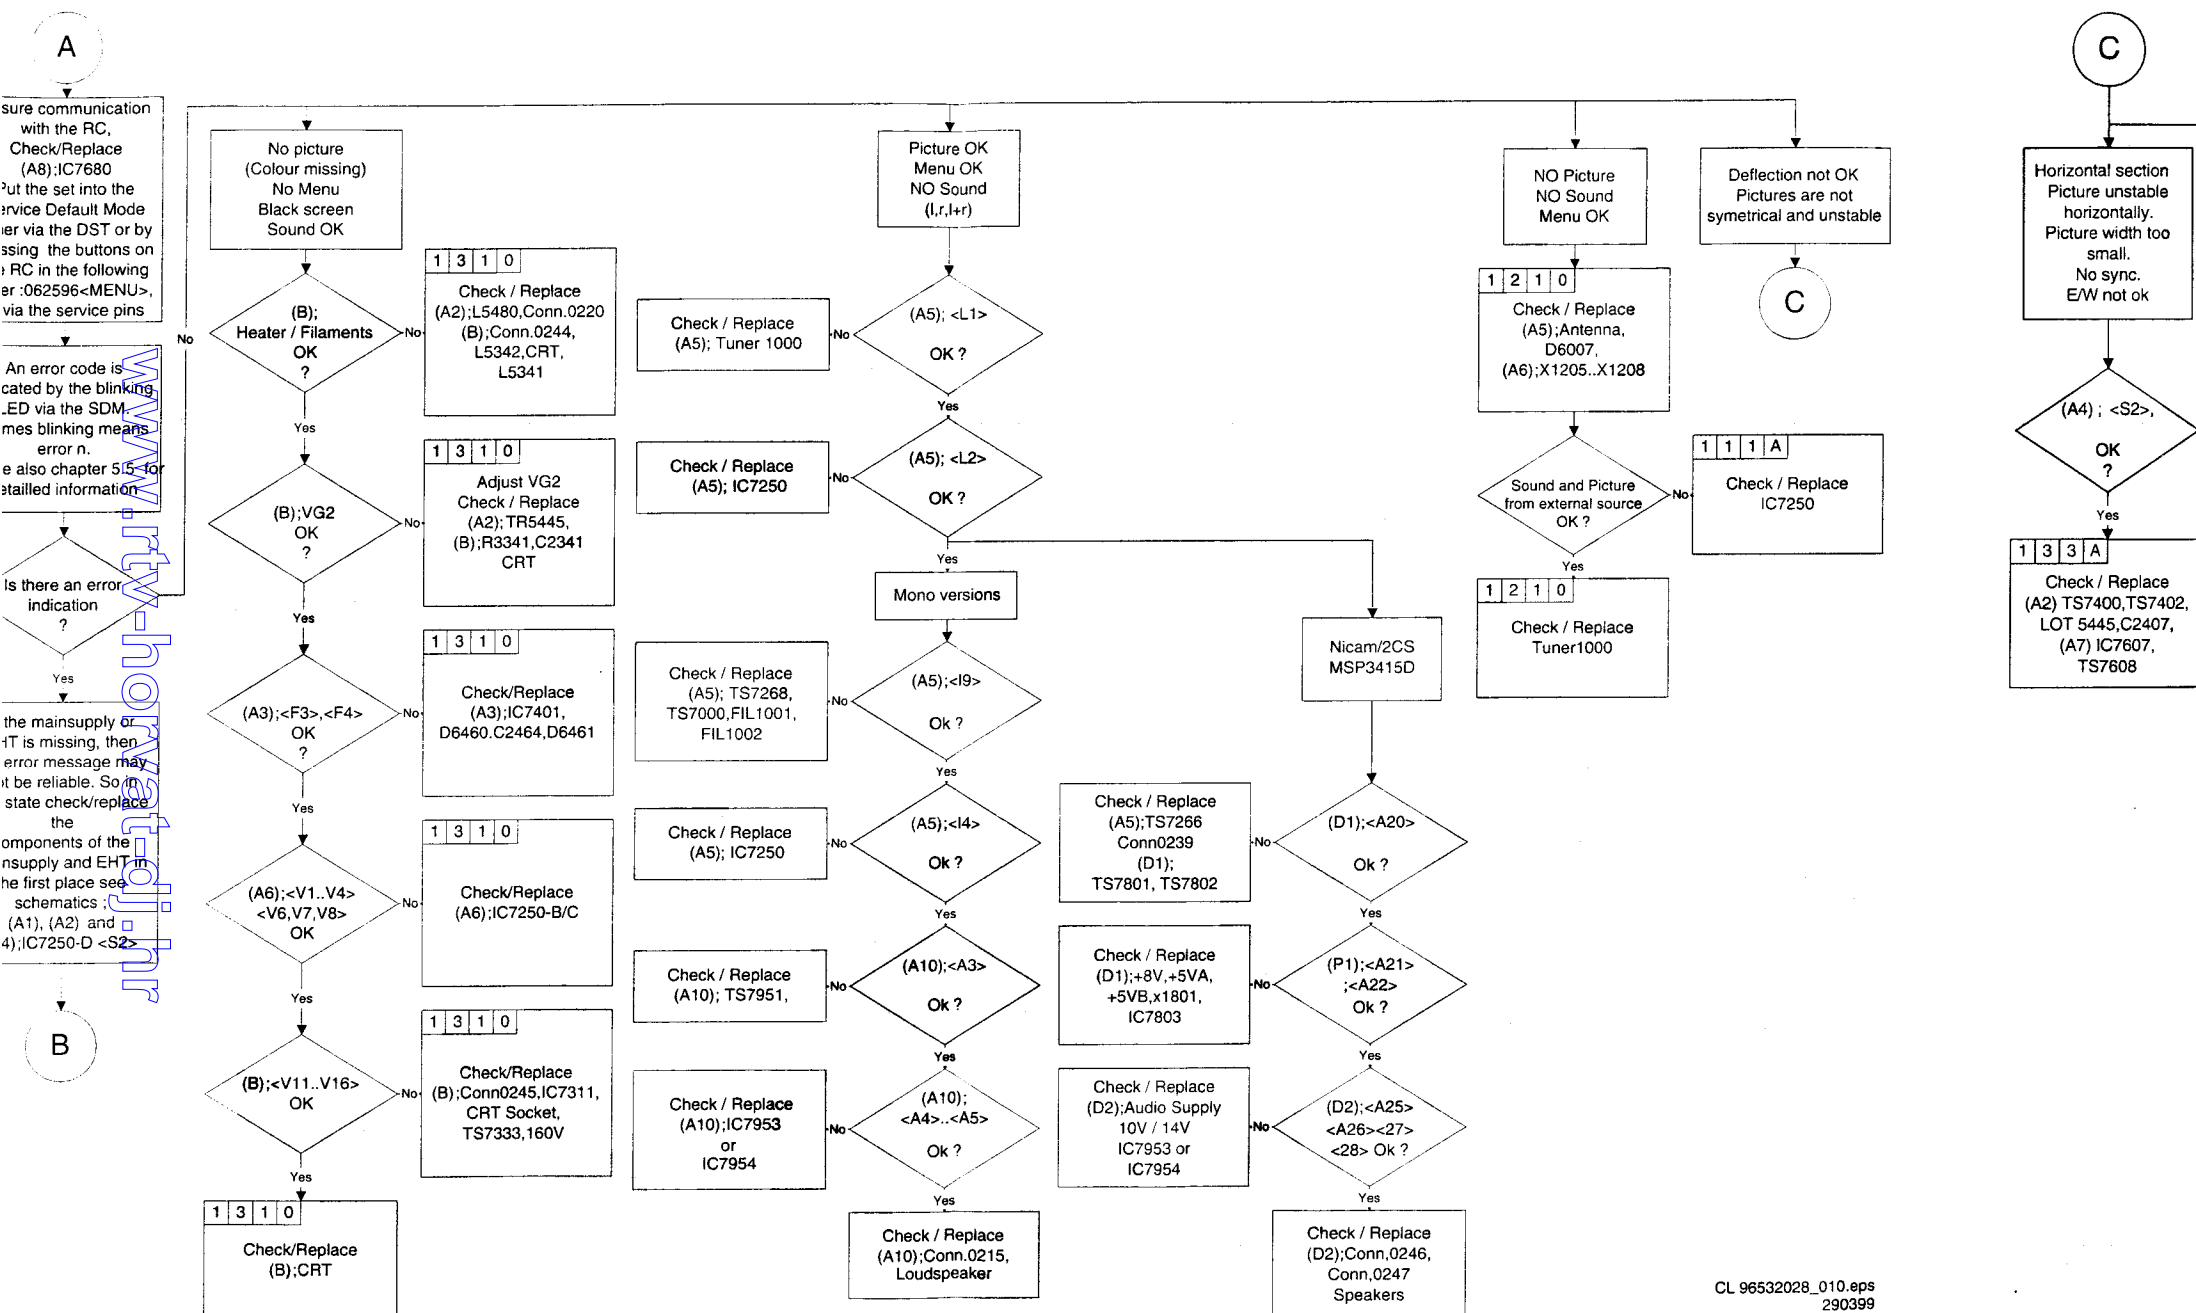 A
sure communication
with the RC,
Check/Replace
(A8);IC7680
Put the set into the
ervice Default Mode
er via the DST or by
ssing the buttons on
RC in the following
er :062596<MENU>,
via the service pins
An error code is
cated by the blinking
LED via the SDM.
mes blinking means
error n.
e also chapter 5.5 for
etailled information
Is there an error
indication
?
No
Yes
the mainsupply or
HT is missing, then
error message may
t be reliable. So in
state check/replace
the
omponents of the
nsupply and EHT in
he first place see
schematics ;
(A1), (A2) and
4);IC7250-D <S2>
B
www.rtv-horvat-dj.hr
No picture
(Colour missing)
No Menu
Black screen
Sound OK
(B);
Heater / Filaments
OK
?
No
1 3 1 0
Check / Replace
(A2);L5480,Conn.0220
(B);Conn.0244,
L5342,CRT,
L5341
Yes
(B);VG2
OK
?
No
1 3 1 0
Adjust VG2
Check / Replace
(A2); TR5445,
(B);R3341,C2341
CRT
Yes
(A3);<F3>,<F4>
OK
?
No
1 3 1 0
Check/Replace
(A3);IC7401,
D6460.C2464,D6461
Yes
(A6);<V1..V4>
<V6,V7,V8>
OK
No
1 3 1 0
Check/Replace
(A6);IC7250-B/C
Yes
(B);<V11..V16>
OK
No
1 3 1 0
Check/Replace
(B);Conn0245,IC7311,
CRT Socket,
TS7333,160V
Yes
1 3 1 0
Check/Replace
(B);CRT
Picture OK
Menu OK
NO Sound
(l,r,l+r)
(A5); <L1>
OK ?
No
Check / Replace
(A5); Tuner 1000
Yes
(A5); <L2>
OK ?
No
Check / Replace
(A5); IC7250
Yes
Mono versions
(A5);<I9>
Ok ?
No
Check / Replace
(A5); TS7268,
TS7000,FIL1001,
FIL1002
Yes
(A5);<I4>
Ok ?
No
Check / Replace
(A5); IC7250
Yes
(A10);<A3>
Ok ?
No
Check / Replace
(A10); TS7951,
Yes
(A10);
<A4>..<A5>
Ok ?
No
Check / Replace
(A10);IC7953
or
IC7954
Yes
Check / Replace
(A10);Conn.0215,
Loudspeaker
Nicam/2CS
MSP3415D
(D1);<A20>
Ok ?
No
Check / Replace
(A5);TS7266
Conn0239
(D1);
TS7801, TS7802
Yes
(P1);<A21>
;<A22>
Ok ?
No
Check / Replace
(D1);+8V,+5VA,
+5VB,x1801,
IC7803
Yes
(D2);<A25>
<A26><27>
<28> Ok ?
No
Check / Replace
(D2);Audio Supply
10V / 14V
IC7953 or
IC7954
Yes
Check / Replace
(D2);Conn,0246,
Conn,0247
Speakers
NO Picture
NO Sound
Menu OK
1 2 1 0
Check / Replace
(A5);Antenna,
D6007,
(A6);X1205..X1208
Sound and Picture
from external source
OK ?
No
1 1 1 A
Check / Replace
IC7250
Yes
1 2 1 0
Check / Replace
Tuner1000
Deflection not OK
Pictures are not
symetrical and unstable
C
C
Horizontal section
Picture unstable
horizontally.
Picture width too
small.
No sync.
E/W not ok
(A4) ; <S2>,
OK
?
Yes
1 3 3 A
Check / Replace
(A2) TS7400,TS7402,
LOT 5445,C2407,
(A7) IC7607,
TS7608
CL 96532028_010.eps
290399